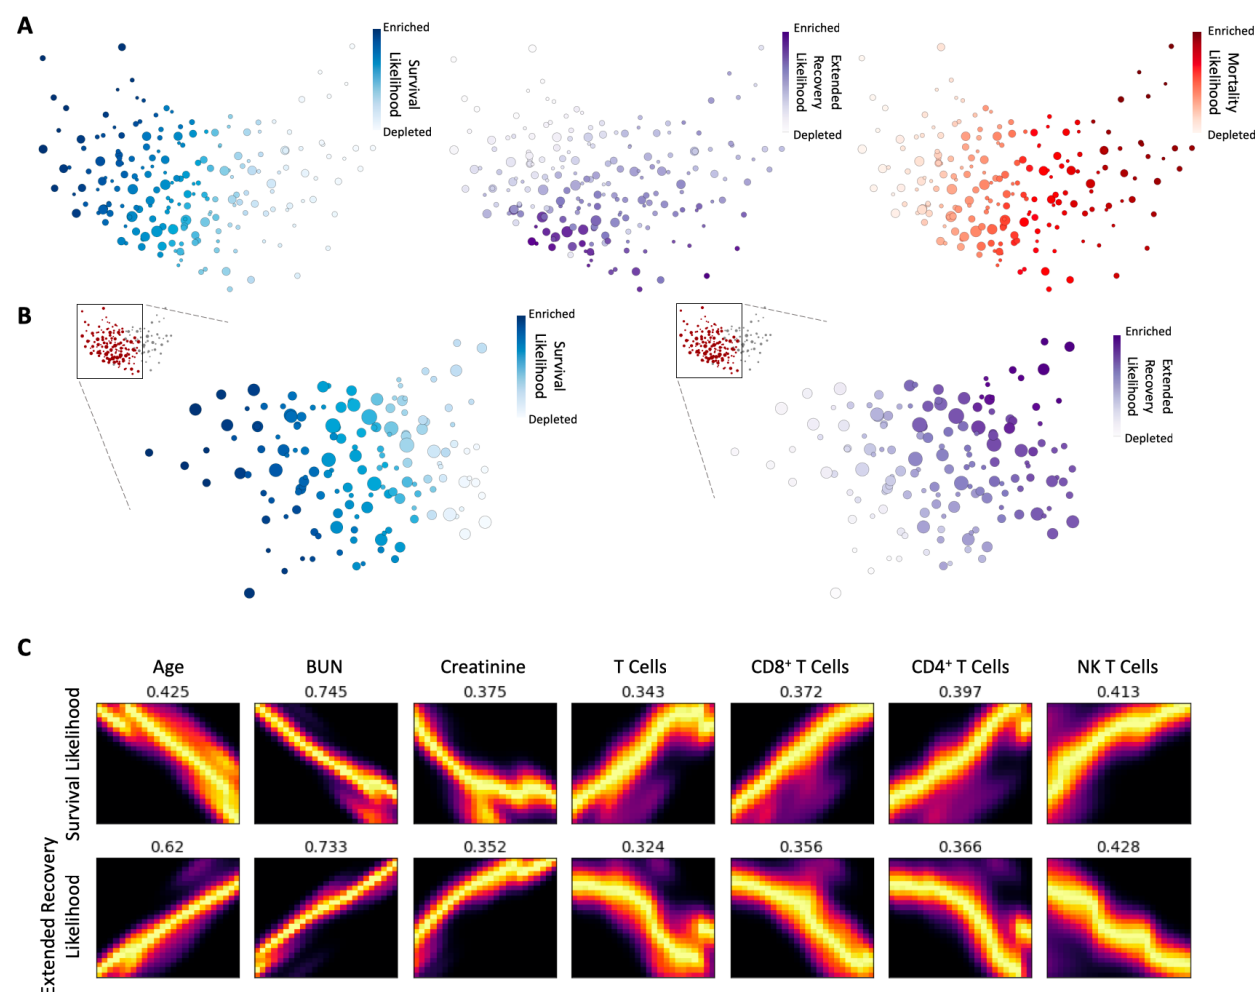 A
Enriched
Survival
Likelihood
Depleted
Enriched
Extended
Recovery
Likelihood
Depleted
Enriched
Mortality
Likelihood
Depleted
B
Enriched
Survival
Likelihood
Depleted
Enriched
Extended
Recovery
Likelihood
Depleted
C
Age BUN Creatinine T Cells CD8⁺ T Cells CD4⁺ T Cells NK T Cells
0.425 0.745 0.375 0.343 0.372 0.397 0.413
Survival Likelihood
0.62 0.733 0.352 0.324 0.356 0.366 0.428
Extended Recovery
Likelihood